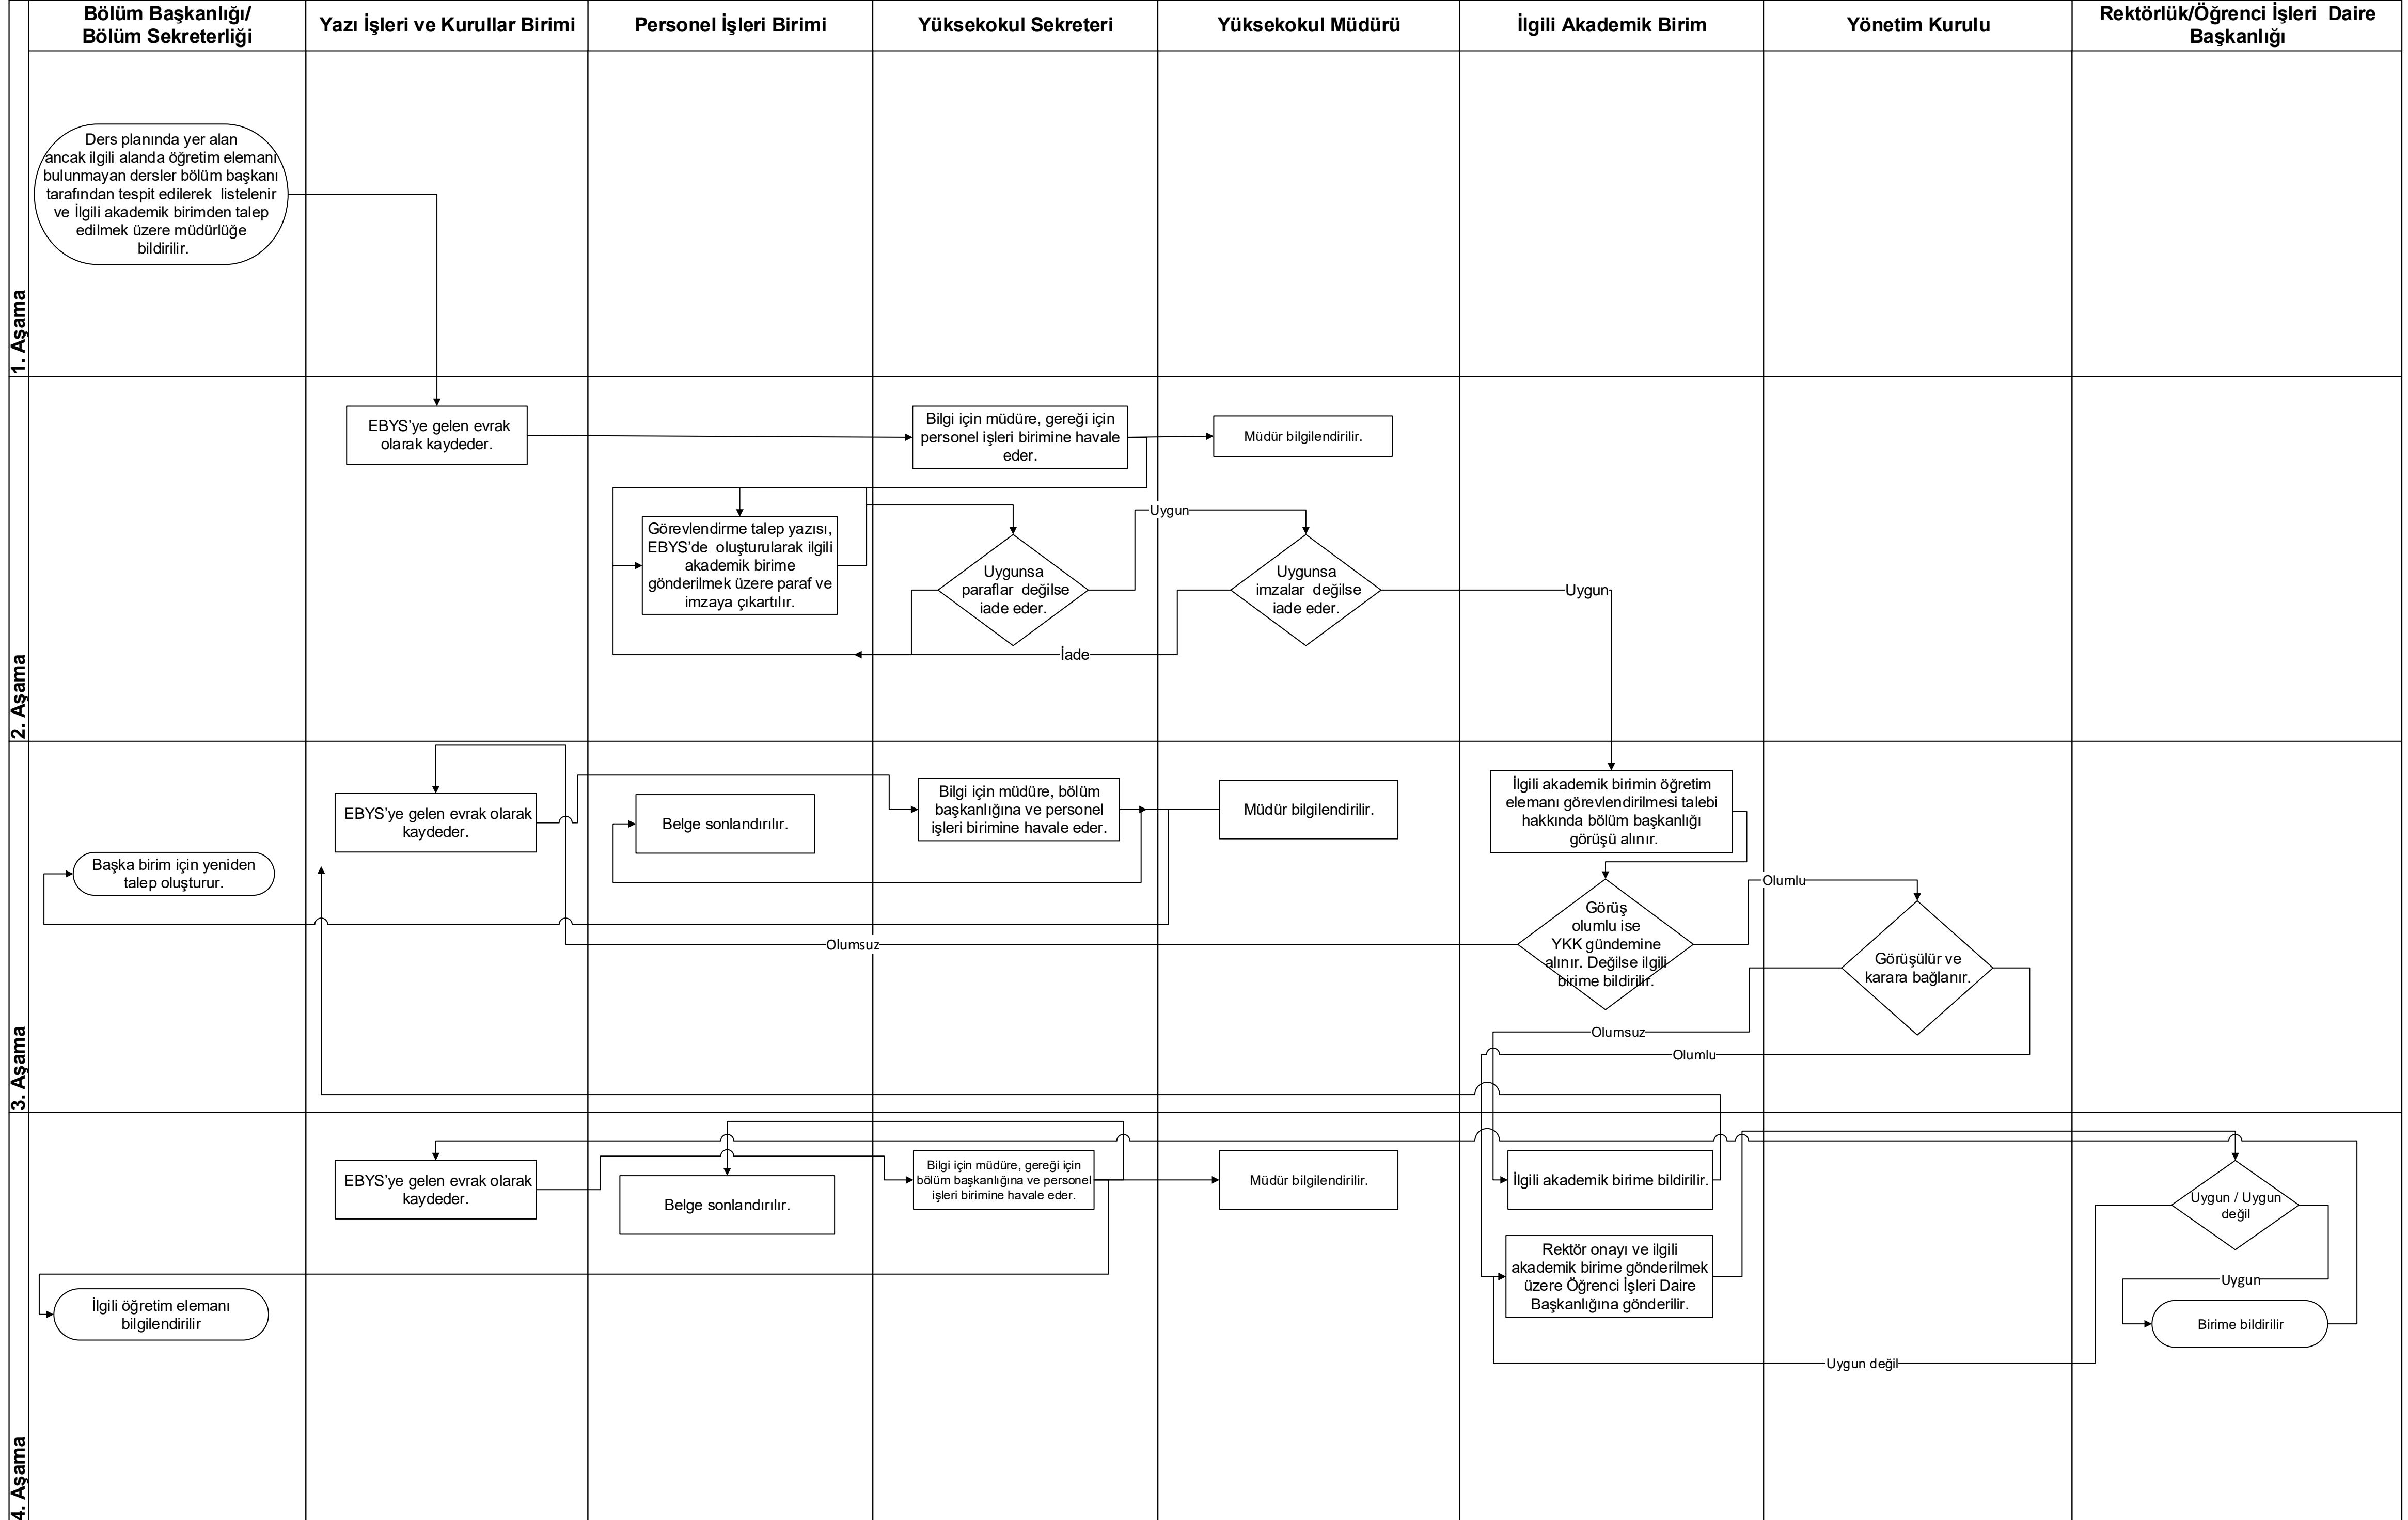 Bölüm Başkanlığı/
Bölüm Sekreterliği
Yazı İşleri ve Kurullar Birimi
Personel İşleri Birimi
Yüksekokul Sekreteri
Yüksekokul Müdürü
İlgili Akademik Birim
Yönetim Kurulu
Rektörlük/Öğrenci İşleri Daire
Başkanlığı
1. Aşama
Ders planında yer alan
ancak ilgili alanda öğretim elemanı
bulunmayan dersler bölüm başkanı
tarafından tespit edilerek listelenir
ve İlgili akademik birimden talep
edilmek üzere müdürlüğe
bildirilir.
2. Aşama
EBYS'ye gelen evrak
olarak kaydeder.
Bilgi için müdüre, gereği için
personel işleri birimine havale
eder.
Müdür bilgilendirilir.
Görevlendirme talep yazısı,
EBYS'de oluşturularak ilgili
akademik birime
gönderilmek üzere paraf ve
imzaya çıkartılır.
Uygunsa
paraflar değilse
iade eder.
Uygun
Uygunsa
imzalar değilse
iade eder.
Uygun
İade
3. Aşama
EBYS'ye gelen evrak olarak
kaydeder.
Belge sonlandırılır.
Bilgi için müdüre, bölüm
başkanlığına ve personel
işleri birimine havale eder.
Müdür bilgilendirilir.
İlgili akademik birimin öğretim
elemanı görevlendirilmesi talebi
hakkında bölüm başkanlığı
görüşü alınır.
Başka birim için yeniden
talep oluşturur.
Olumsuz
Görüş
olumlu ise
YKK gündemine
alınır. Değilse ilgili
birime bildirilir.
Olumlu
Görüşülür ve
karara bağlanır.
Olumsuz
Olumlu
4. Aşama
EBYS'ye gelen evrak olarak
kaydeder.
Belge sonlandırılır.
Bilgi için müdüre, gereği için
bölüm başkanlığına ve personel
işleri birimine havale eder.
Müdür bilgilendirilir.
İlgili akademik birime bildirilir.
Uygun / Uygun
değil
Rektör onayı ve ilgili
akademik birime gönderilmek
üzere Öğrenci İşleri Daire
Başkanlığına gönderilir.
Uygun
İlgili öğretim elemanı
bilgilendirilir
Birime bildirilir
Uygun değil